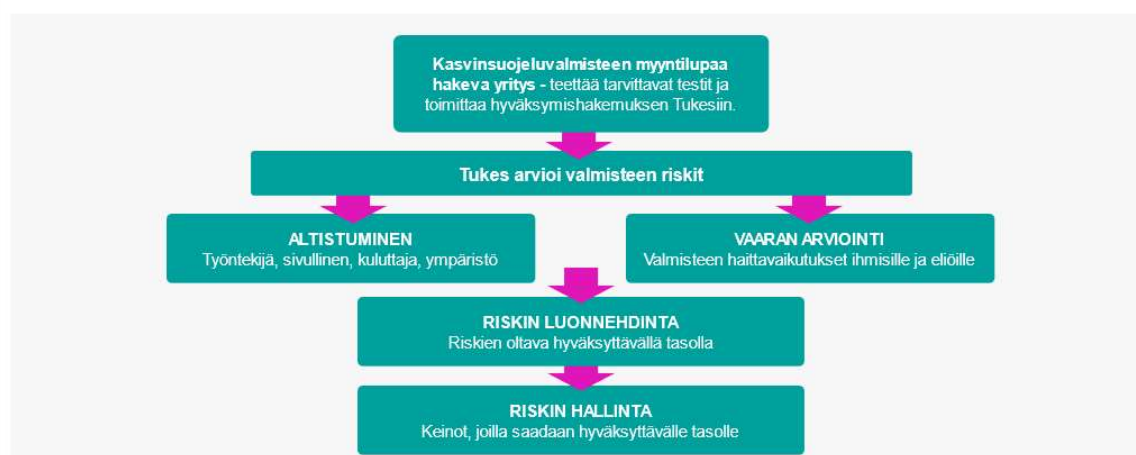 Kasvinsuojeluvalmisteen myyntilupaa
hakeva yritys - teettää tarvittavat testit ja
toimittaa hyväksymishakemuksen Tukesiin.
Tukes arvioi valmisteen riskit
ALTISTUMINEN
Työntekijä, sivullinen, kuluttaja, ympäristö
VAARAN ARVIOINTI
Valmisteen haittavaikutukset ihmisille ja eliöille
RISKIN LUONNEHDINTA
Riskien oltava hyväksyttävällä tasolla
RISKIN HALLINTA
Keinot, joilla saadaan hyväksyttävälle tasolle